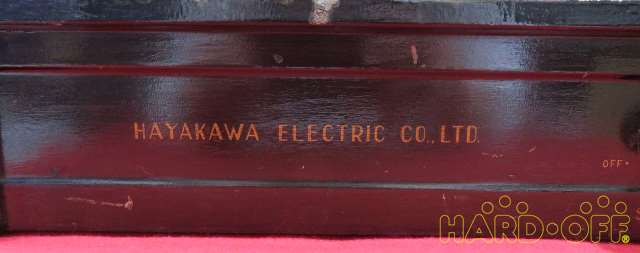 HAYAKAWA ELECTRIC CO., LTD.
OFF
HARD·OFF®